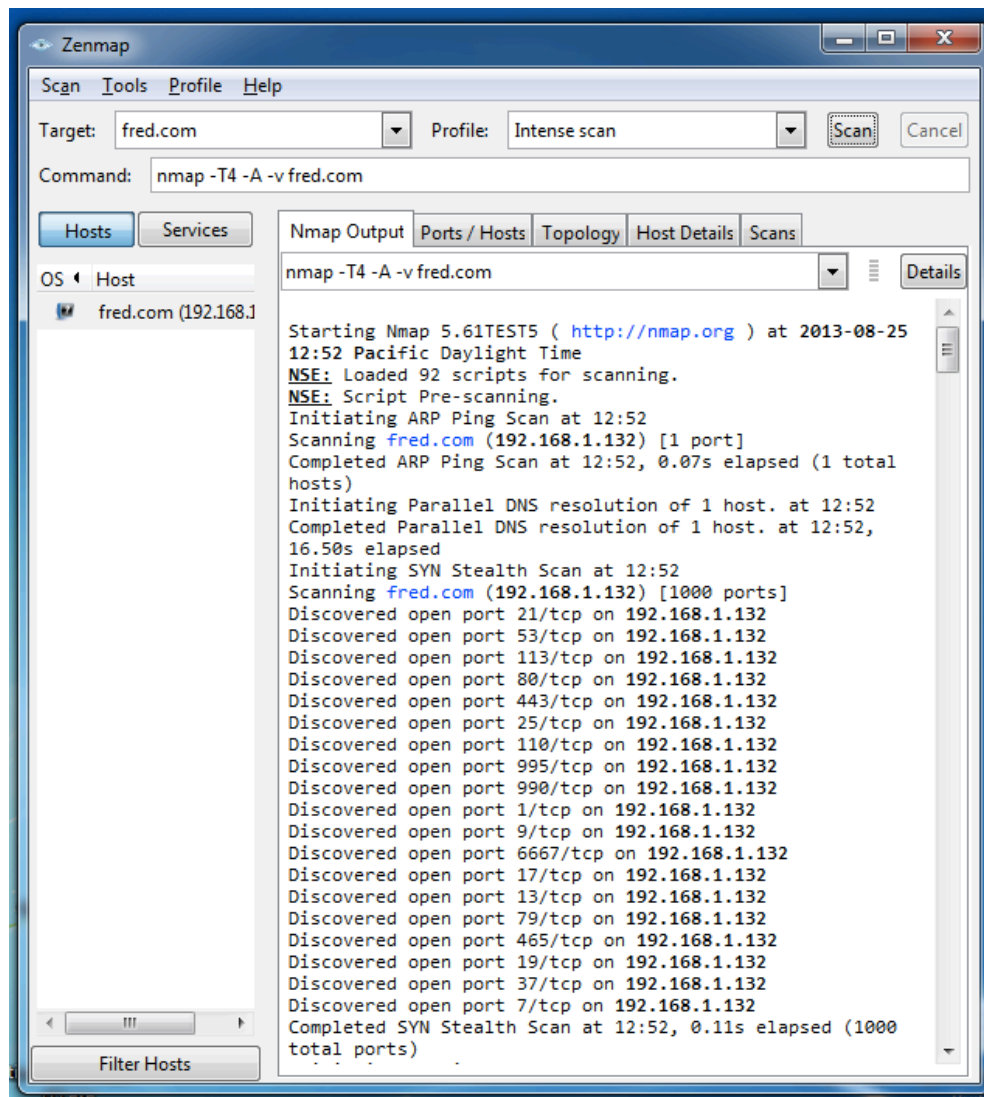 Zenmap
Scan Tools Profile Help
Target: fred.com Profile: Intense scan Scan Cancel
Command: nmap -T4 -A -v fred.com
Hosts Services
Nmap Output Ports / Hosts Topology Host Details Scans
OS Host
nmap -T4 -A -v fred.com Details
fred.com (192.168.1
Starting Nmap 5.61TEST5 ( http://nmap.org ) at 2013-08-25
12:52 Pacific Daylight Time
NSE: Loaded 92 scripts for scanning.
NSE: Script Pre-scanning.
Initiating ARP Ping Scan at 12:52
Scanning fred.com (192.168.1.132) [1 port]
Completed ARP Ping Scan at 12:52, 0.07s elapsed (1 total
hosts)
Initiating Parallel DNS resolution of 1 host. at 12:52
Completed Parallel DNS resolution of 1 host. at 12:52,
16.50s elapsed
Initiating SYN Stealth Scan at 12:52
Scanning fred.com (192.168.1.132) [1000 ports]
Discovered open port 21/tcp on 192.168.1.132
Discovered open port 53/tcp on 192.168.1.132
Discovered open port 113/tcp on 192.168.1.132
Discovered open port 80/tcp on 192.168.1.132
Discovered open port 443/tcp on 192.168.1.132
Discovered open port 25/tcp on 192.168.1.132
Discovered open port 110/tcp on 192.168.1.132
Discovered open port 995/tcp on 192.168.1.132
Discovered open port 990/tcp on 192.168.1.132
Discovered open port 1/tcp on 192.168.1.132
Discovered open port 9/tcp on 192.168.1.132
Discovered open port 6667/tcp on 192.168.1.132
Discovered open port 17/tcp on 192.168.1.132
Discovered open port 13/tcp on 192.168.1.132
Discovered open port 79/tcp on 192.168.1.132
Discovered open port 465/tcp on 192.168.1.132
Discovered open port 19/tcp on 192.168.1.132
Discovered open port 37/tcp on 192.168.1.132
Discovered open port 7/tcp on 192.168.1.132
Completed SYN Stealth Scan at 12:52, 0.11s elapsed (1000
total ports)
Filter Hosts